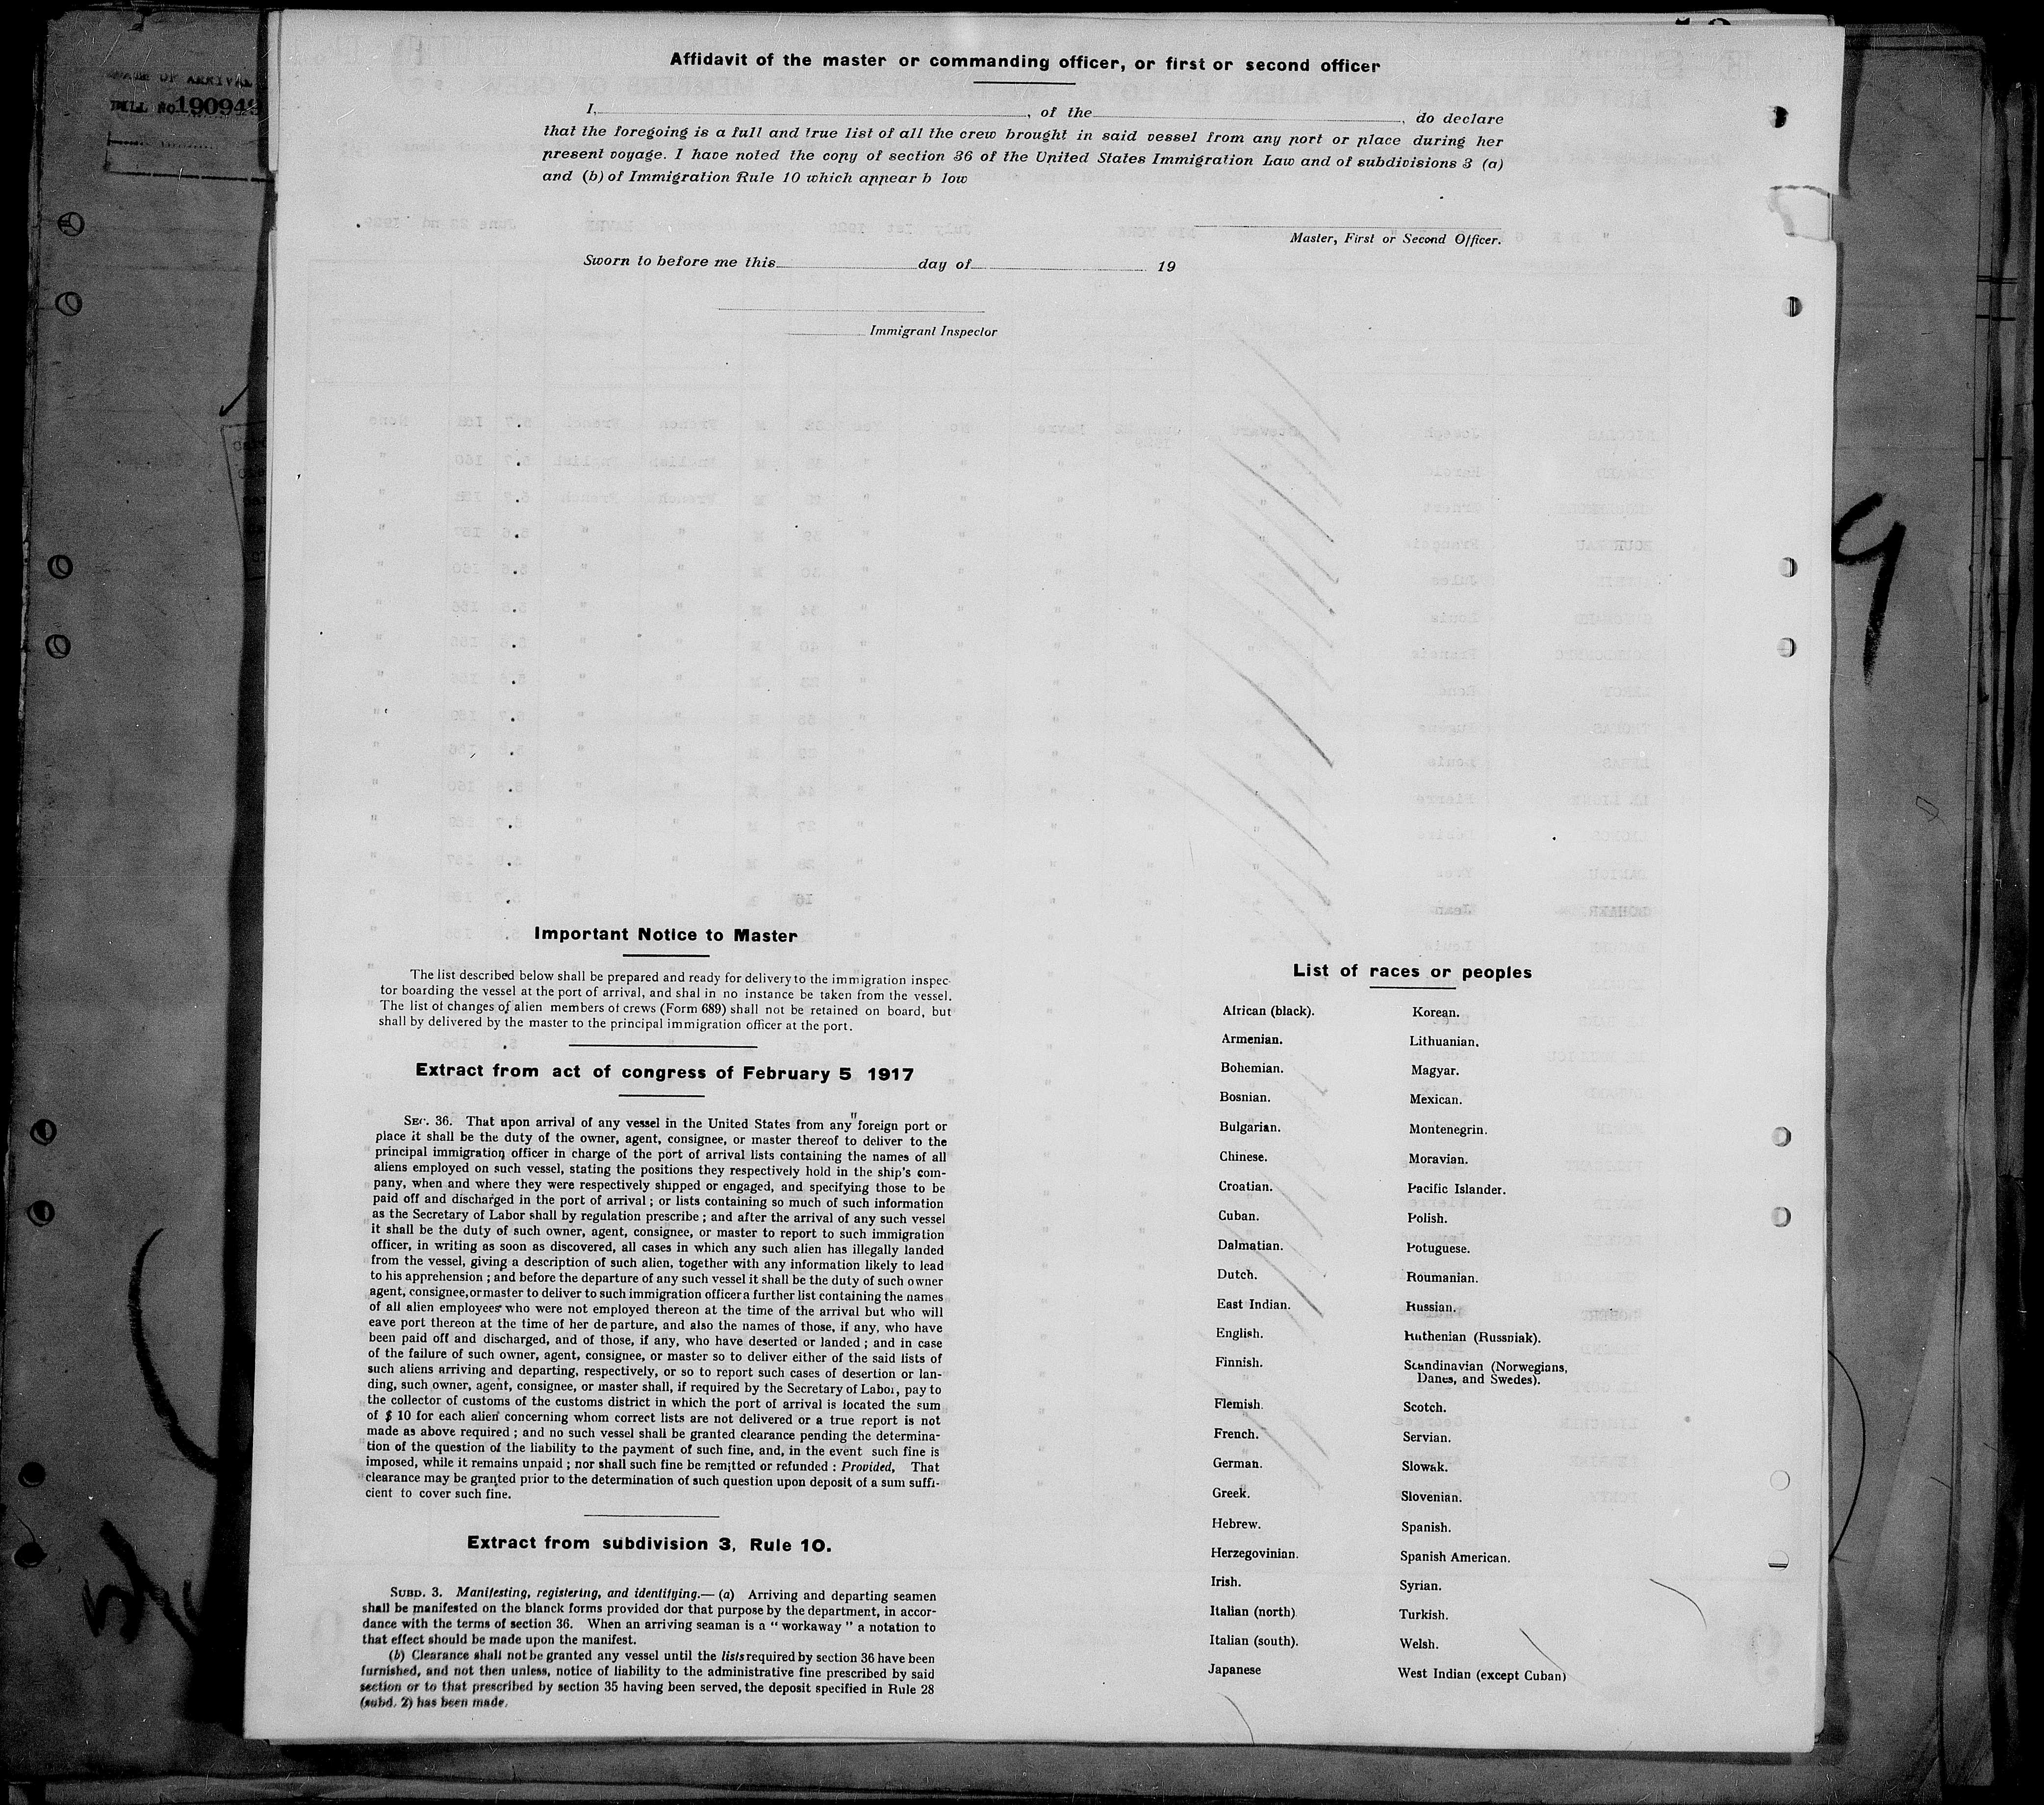 Affidavit of the master or commanding officer, or first or second officer
I, , of the , do declare
that the foregoing is a full and true list of all the crew brought in said vessel from any port or place during her
present voyage. I have noted the copy of section 36 of the United States Immigration Law and of subdivisions 3 (a)
and (b) of Immigration Rule 10 which appear b low
Master, First or Second Officer.
Sworn to before me this day of 19
Immigrant Inspector
Important Notice to Master
The list described below shall be prepared and ready for delivery to the immigration inspec-
tor boarding the vessel at the port of arrival, and shal in no instance be taken from the vessel.
The list of changes of alien members of crews (Form 689) shall not be retained on board, but
shall by delivered by the master to the principal immigration officer at the port.
Extract from act of congress of February 5 1917
SEC. 36. That upon arrival of any vessel in the United States from any foreign port or
place it shall be the duty of the owner, agent, consignee, or master thereof to deliver to the
principal immigration officer in charge of the port of arrival lists containing the names of all
aliens employed on such vessel, stating the positions they respectively hold in the ship's com-
pany, when and where they were respectively shipped or engaged, and specifying those to be
paid off and discharged in the port of arrival ; or lists containing so much of such information
as the Secretary of Labor shall by regulation prescribe ; and after the arrival of any such vessel
it shall be the duty of such owner, agent, consignee, or master to report to such immigration
officer, in writing as soon as discovered, all cases in which any such alien has illegally landed
from the vessel, giving a description of such alien, together with any information likely to lead
to his apprehension ; and before the departure of any such vessel it shall be the duty of such owner
agent, consignee, or master to deliver to such immigration officer a further list containing the names
of all alien employees who were not employed thereon at the time of the arrival but who will
eave port thereon at the time of her departure, and also the names of those, if any, who have
been paid off and discharged, and of those, if any, who have deserted or landed ; and in case
of the failure of such owner, agent, consignee, or master so to deliver either of the said lists of
such aliens arriving and departing, respectively, or so to report such cases of desertion or lan-
ding, such owner, agent, consignee, or master shall, if required by the Secretary of Labor, pay to
the collector of customs of the customs district in which the port of arrival is located the sum
of $ 10 for each alien concerning whom correct lists are not delivered or a true report is not
made as above required ; and no such vessel shall be granted clearance pending the determina-
tion of the question of the liability to the payment of such fine, and, in the event such fine is
imposed, while it remains unpaid ; nor shall such fine be remitted or refunded : Provided, That
clearance may be granted prior to the determination of such question upon deposit of a sum suffi-
cient to cover such fine.
Extract from subdivision 3, Rule 10.
SUBD. 3. Manifesting, registering, and identifying.— (a) Arriving and departing seamen
shall be manifested on the blanck forms provided dor that purpose by the department, in accor-
dance with the terms of section 36. When an arriving seaman is a " workaway " a notation to
that effect should be made upon the manifest.
(b) Clearance shall not be granted any vessel until the lists required by section 36 have been
furnished, and not then unless, notice of liability to the administrative fine prescribed by said
section or to that prescribed by section 35 having been served, the deposit specified in Rule 28
(subd. 2) has been made.
List of races or peoples
African (black).
Armenian.
Bohemian.
Bosnian.
Bulgarian.
Chinese.
Croatian.
Cuban.
Dalmatian.
Dutch.
East Indian.
English.
Finnish.
Flemish.
French.
German.
Greek.
Hebrew.
Herzegovinian.
Irish.
Italian (north)
Italian (south).
Japanese
Korean.
Lithuanian.
Magyar.
Mexican.
Montenegrin.
Moravian.
Pacific Islander.
Polish.
Potuguese.
Roumanian.
Russian.
Ruthenian (Russniak).
Scandinavian (Norwegians,
Danes, and Swedes).
Scotch.
Servian.
Slowak.
Slovenian.
Spanish.
Spanish American.
Syrian.
Turkish.
Welsh.
West Indian (except Cuban)
OF ARRIVAL
190948
9